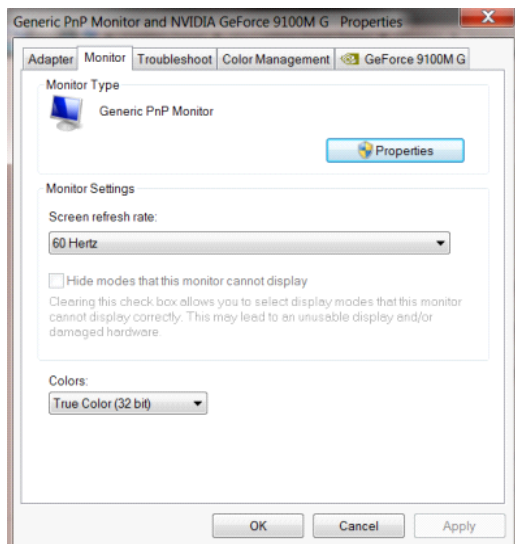 Generic PnP Monitor and NVIDIA GeForce 9100M G Properties
Adapter Monitor Troubleshoot Color Management GeForce 9100M G
Monitor Type
Generic PnP Monitor
Properties
Monitor Settings
Screen refresh rate:
60 Hertz
Hide modes that this monitor cannot display
Clearing this check box allows you to select display modes that this monitor
cannot display correctly. This may lead to an unusable display and/or
damaged hardware.
Colors:
True Color (32 bit)
OK Cancel Apply